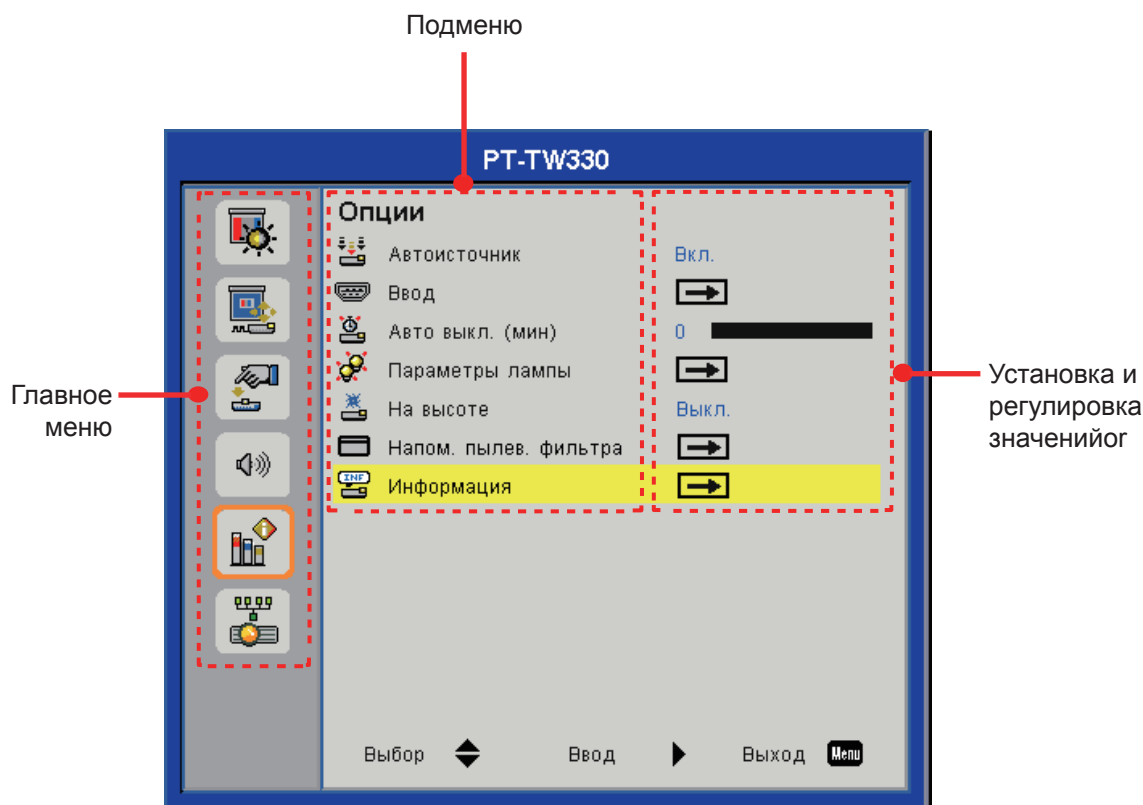 Подменю
PT-TW330
Опции
Автоисточник Вкл.
Ввод
Авто выкл. (мин) 0
Параметры лампы
На высоте Выкл.
Напом. пылев. фильтра
INF
Информация
Главное
меню
Установка и
регулировка
значенийor
Выбор Ввод Выход Menu